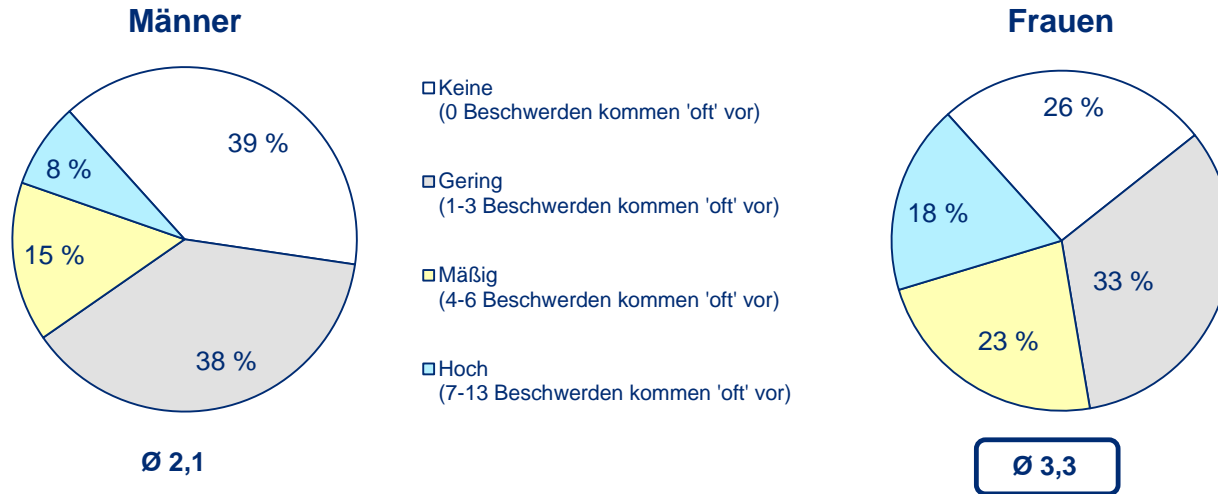 Männer
39 %
8 %
15 %
38 %
Ø 2,1
Keine
(0 Beschwerden kommen 'oft' vor)
Gering
(1-3 Beschwerden kommen 'oft' vor)
Mäßig
(4-6 Beschwerden kommen 'oft' vor)
Hoch
(7-13 Beschwerden kommen 'oft' vor)
Frauen
26 %
18 %
33 %
23 %
Ø 3,3